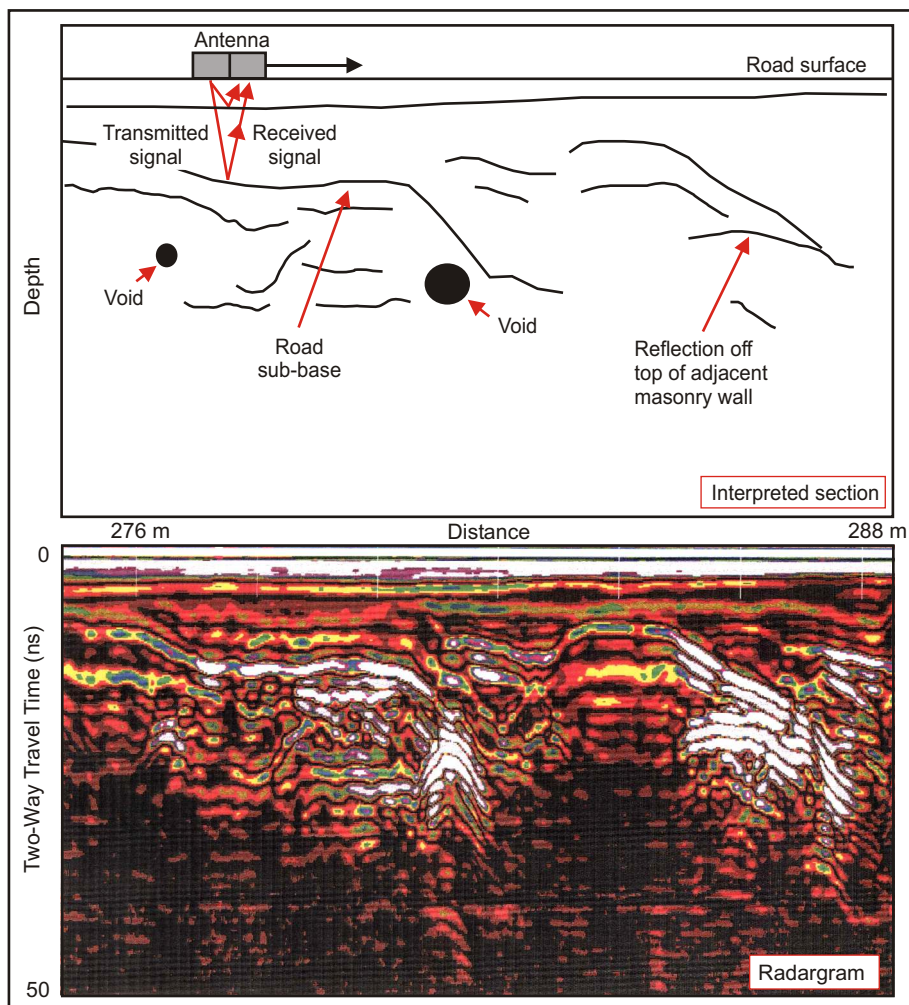 Antenna
Road surface
Transmitted
signal
Received
signal
Depth
Void
Void
Road
sub-base
Reflection off
top of adjacent
masonry wall
Interpreted section
276 m
Distance
288 m
0
Two-Way Travel Time (ns)
50
Radargram